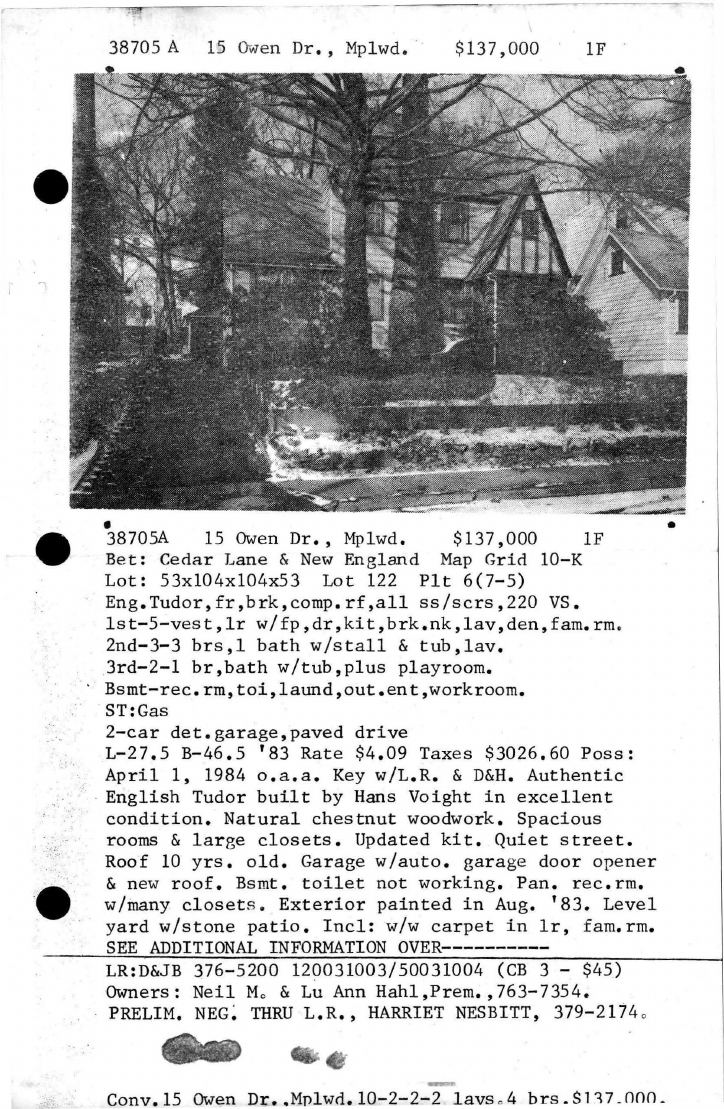 38705 A 15 Owen Dr., Mplwd. $137,000 1F
38705A 15 Owen Dr., Mplwd. $137,000 1F
Bet: Cedar Lane & New England Map Grid 10-K
Lot: 53x104x104x53 Lot 122 Plt 6(7-5)
Eng.Tudor,fr,brk,comp.rf,all ss/scrs,220 VS.
1st-5-vest,lr w/fp,dr,kit,brk.nk,lav,den,fam.rm.
2nd-3-3 brs,1 bath w/stall & tub,lav.
3rd-2-1 br,bath w/tub,plus playroom.
Bsmt-rec.rm,toi,laund,out.ent,workroom.
ST:Gas
2-car det.garage,paved drive
L-27.5 B-46.5 '83 Rate $4.09 Taxes $3026.60 Poss:
April 1, 1984 o.a.a. Key w/L.R. & D&H. Authentic
English Tudor built by Hans Voight in excellent
condition. Natural chestnut woodwork. Spacious
rooms & large closets. Updated kit. Quiet street.
Roof 10 yrs. old. Garage w/auto. garage door opener
& new roof. Bsmt. toilet not working. Pan. rec.rm.
w/many closets. Exterior painted in Aug. '83. Level
yard w/stone patio. Incl: w/w carpet in lr, fam.rm.
SEE ADDITIONAL INFORMATION OVER----------
LR:D&JB 376-5200 120031003/50031004 (CB 3 - $45)
Owners: Neil M. & Lu Ann Hahl,Prem.,763-7354.
PRELIM. NEG. THRU L.R., HARRIET NESBITT, 379-2174.
Conv.15 Owen Dr.,Mplwd.10-2-2-2 lavs.4 brs.$137,000.